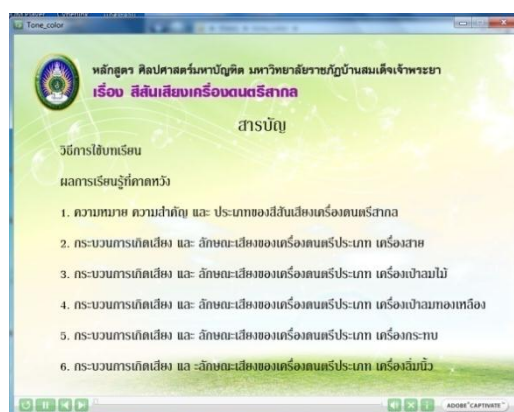 Tone_color
หลักสูตร ศิลปศาสตร์มหาบัญฑิต มหาวิทยาลัยราชภัฏบ้านสมเด็จเจ้าพระยา
เรื่อง สีสันเสียงเครื่องดนตรีสากล
สารบัญ
วิธีการใช้บทเรียน
ผลการเรียนรู้ที่คาดหวัง
1. ความหมาย ความสำคัญ และ ประเภทของสีสันเสียงเครื่องดนตรีสากล
2. กระบวนการเกิดเสียง และ ลักษณะเสียงของเครื่องดนตรีประเภท เครื่องสาย
3. กระบวนการเกิดเสียง และ ลักษณะเสียงของเครื่องดนตรีประเภท เครื่องเป่าลมไม้
4. กระบวนการเกิดเสียง และ ลักษณะเสียงของเครื่องดนตรีประเภท เครื่องเป่าลมทองเหลือง
5. กระบวนการเกิดเสียง และ ลักษณะเสียงของเครื่องดนตรีประเภท เครื่องกระทบ
6. กระบวนการเกิดเสียง แล ะลักษณะเสียงของเครื่องดนตรีประเภท เครื่องลิ่มนิ้ว
ADOBE CAPTIVATE